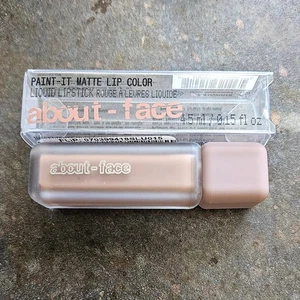 PAINT-IT MATTE LIP COLOR
LIQUID LIPSTICK ROUGE À LÈVRES LIQUIDE
about-face
4.5 ml / 0.15 fl oz
about-face